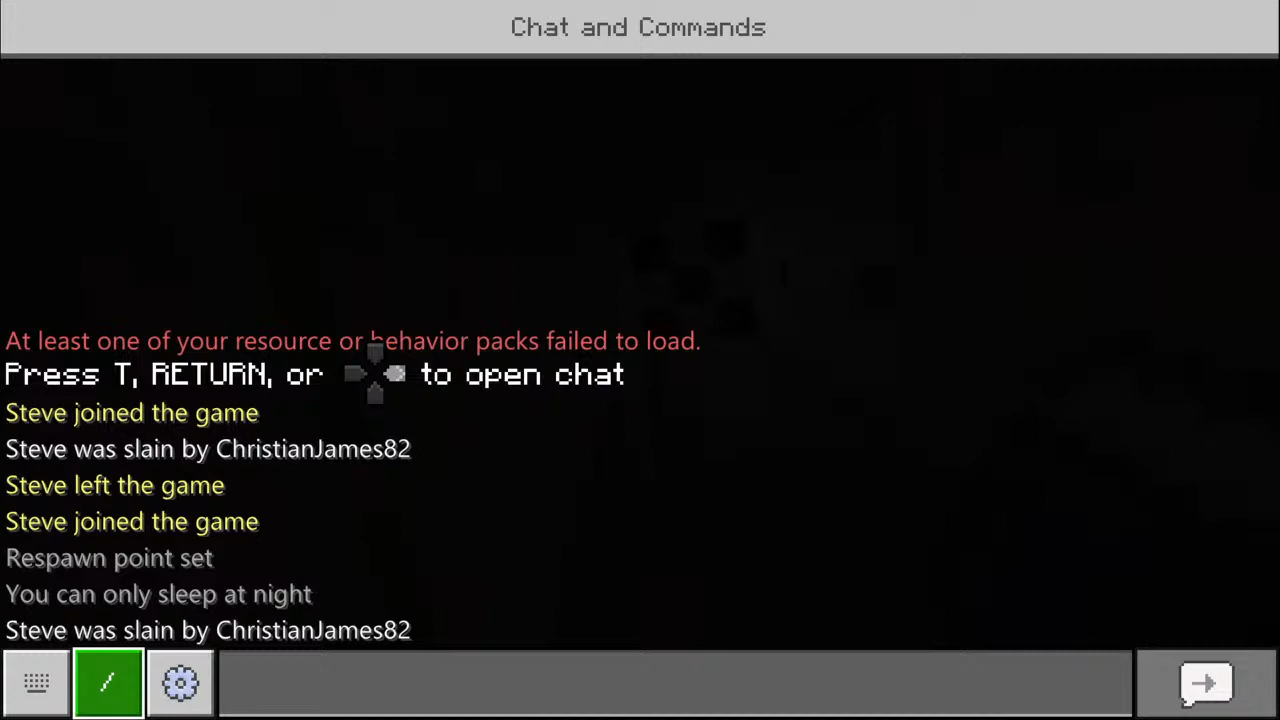 Chat and Commands
At least one of your resource or behavior packs failed to load.
Press T, RETURN, or to open chat
Steve joined the game
Steve was slain by ChristianJames82
Steve left the game
Steve joined the game
Respawn point set
You can only sleep at night
Steve was slain by ChristianJames82
/